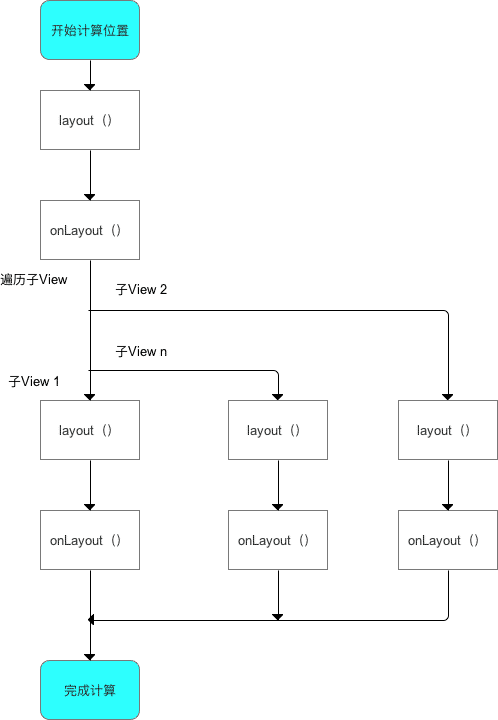 开始计算位置
layout（）
onLayout（）
遍历子View
子View 2
子View n
子View 1
layout（）
layout（）
layout（）
onLayout（）
onLayout（）
onLayout（）
完成计算